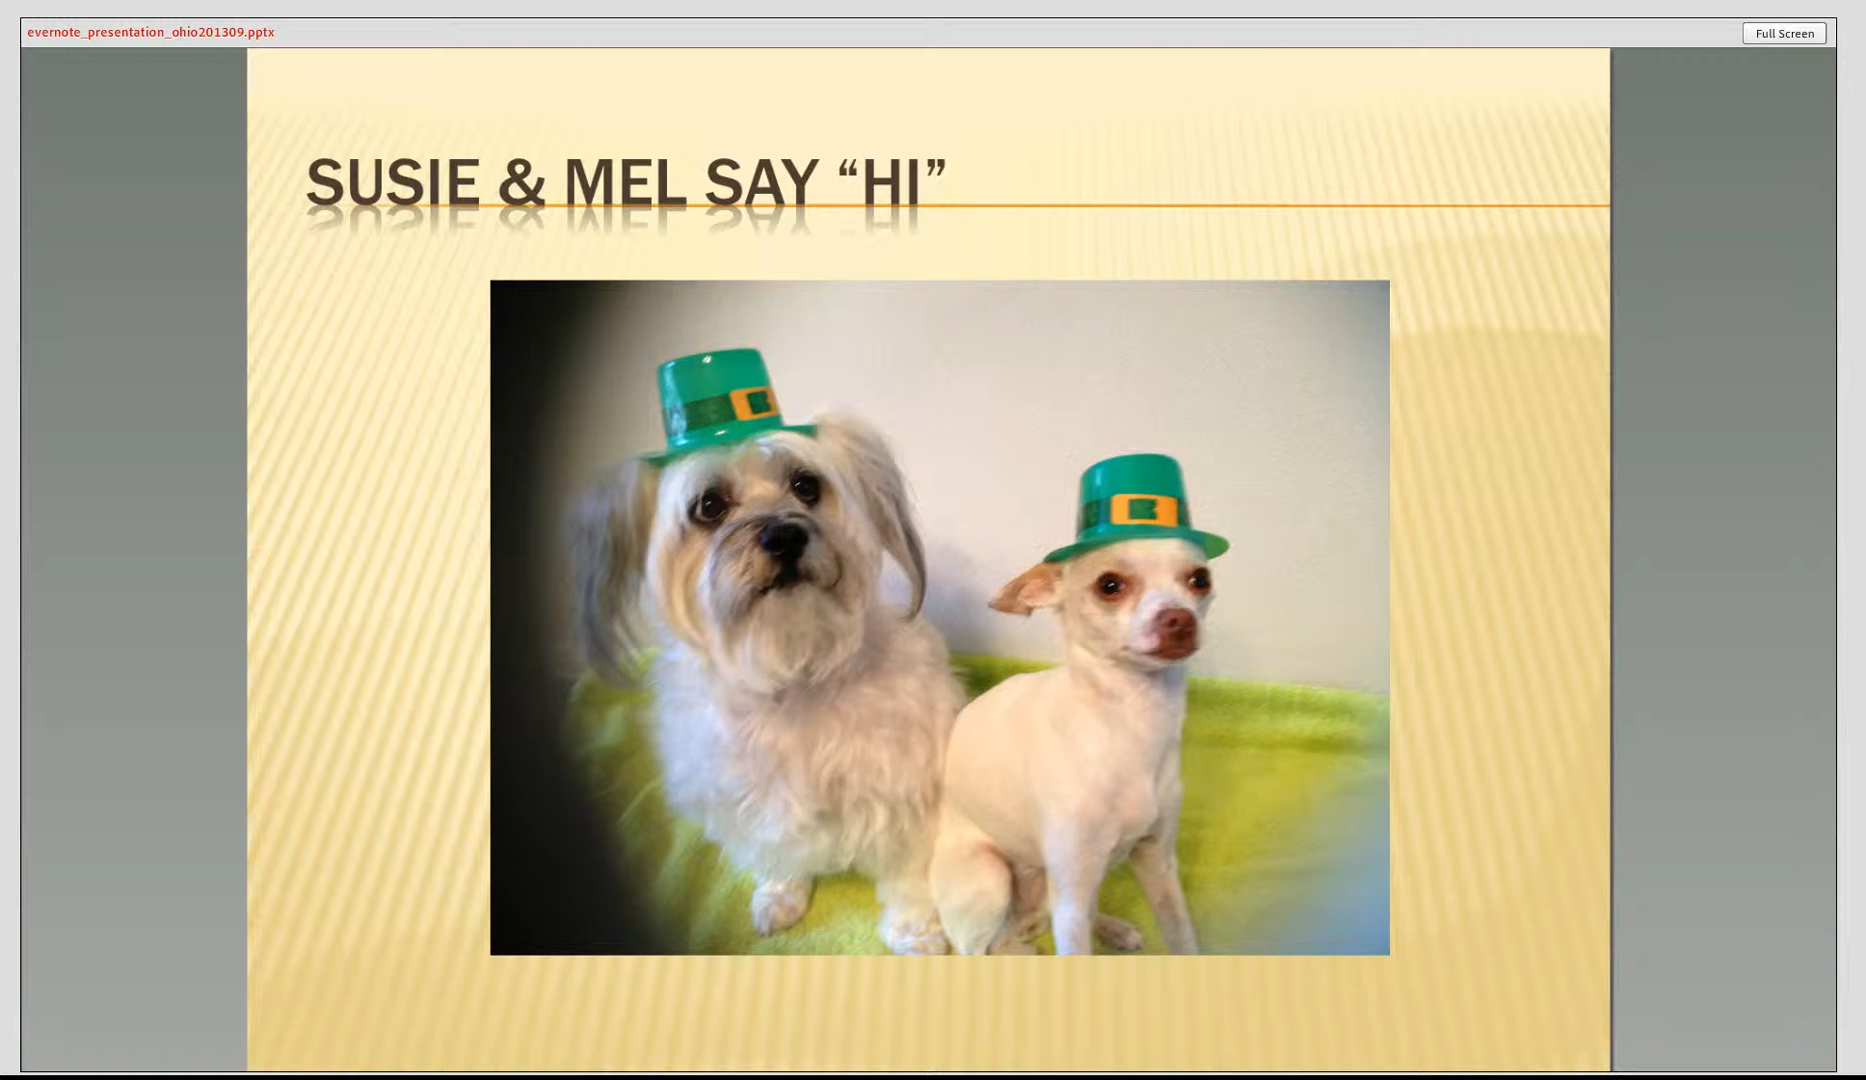 evernote_presentation_ohio201309.pptx
Full Screen
SUSIE & MEL SAY “HI”